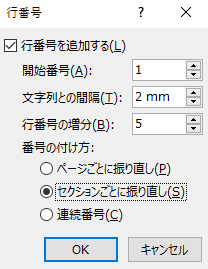 行番号
行番号を追加する(L)
開始番号(A): 1
文字列との間隔(T): 2 mm
行番号の増分(B): 5
番号の付け方:
ページごとに振り直し(P)
セクションごとに振り直し(S)
連続番号(C)
OK キャンセル